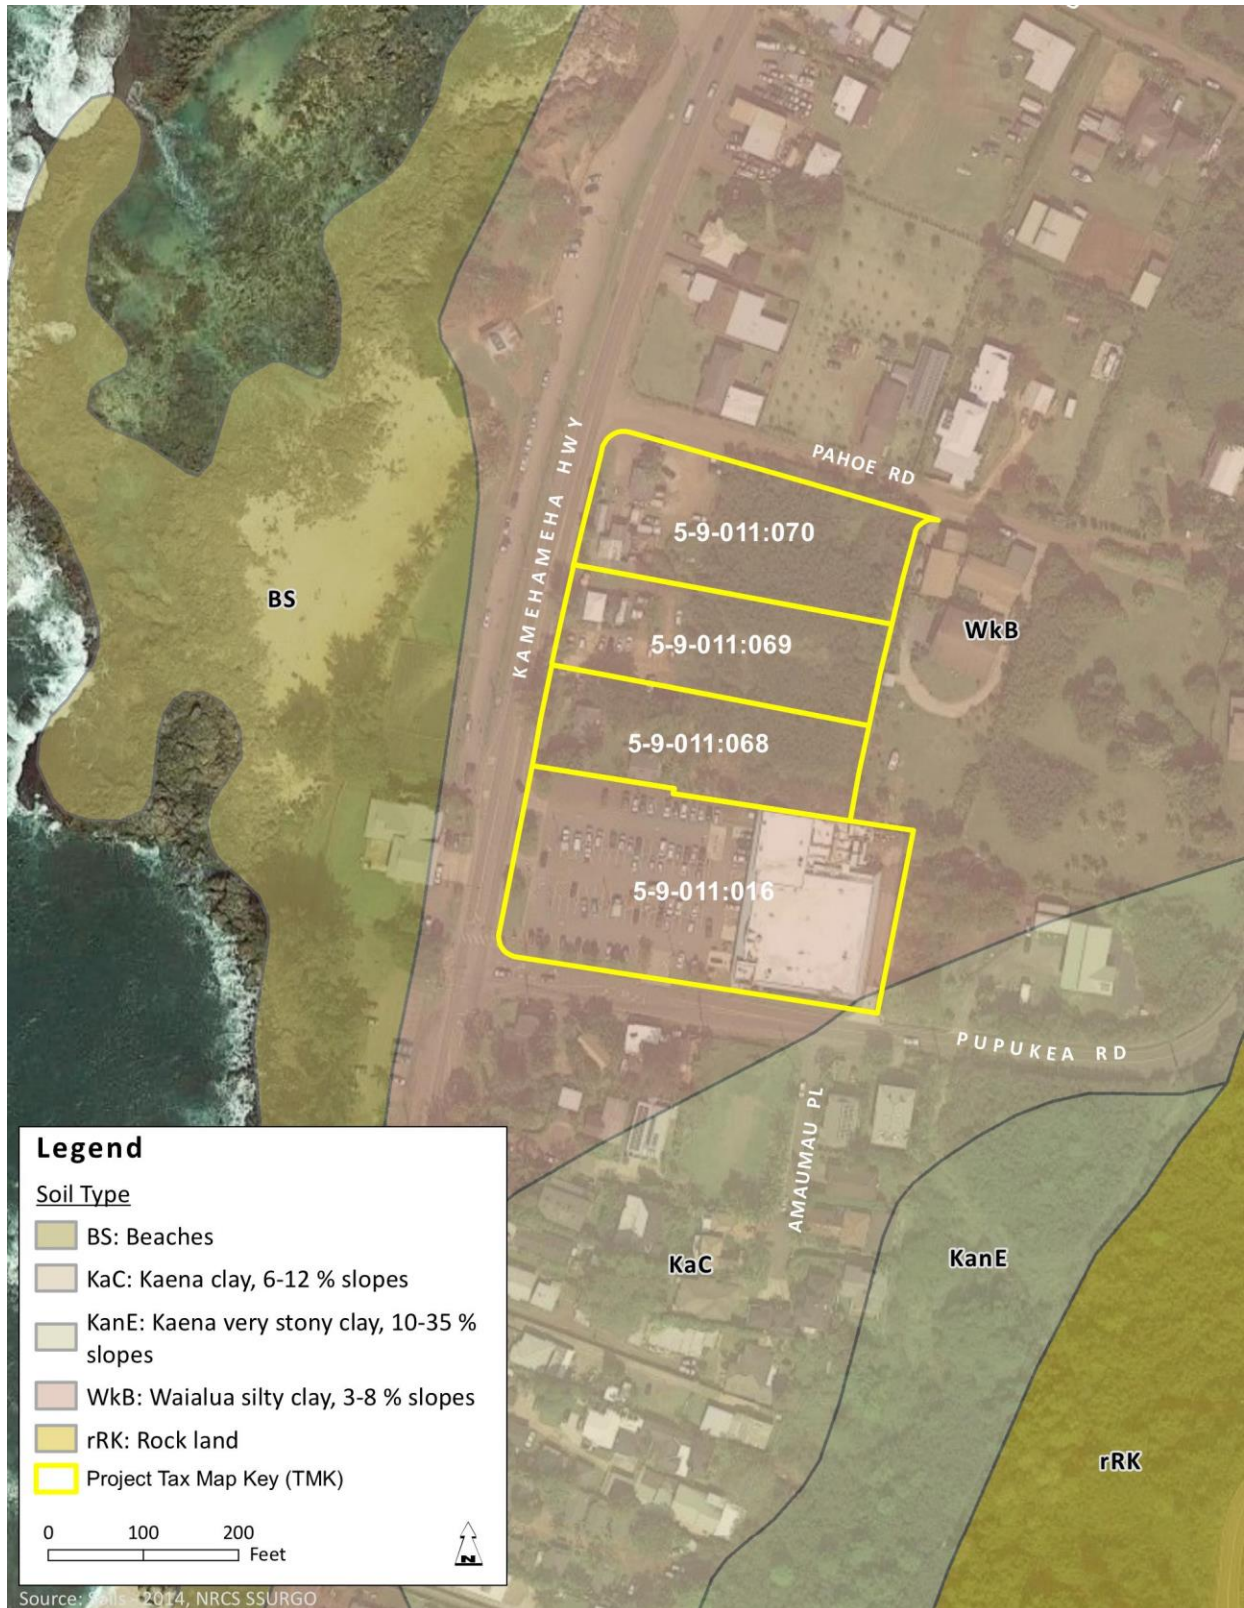 PAHOE RD
KAMEHAMEHA HWY
5-9-011:070
BS
5-9-011:069
WkB
5-9-011:068
5-9-011:016
PUPUKEA RD
AMAUMAU PL
KaC
KanE
rRK
Legend
Soil Type
BS: Beaches
KaC: Kaena clay, 6-12 % slopes
KanE: Kaena very stony clay, 10-35 %
slopes
WkB: Waialua silty clay, 3-8 % slopes
rRK: Rock land
Project Tax Map Key (TMK)
0 100 200
Feet
N
Source: Soils - 2014, NRCS SSURGO